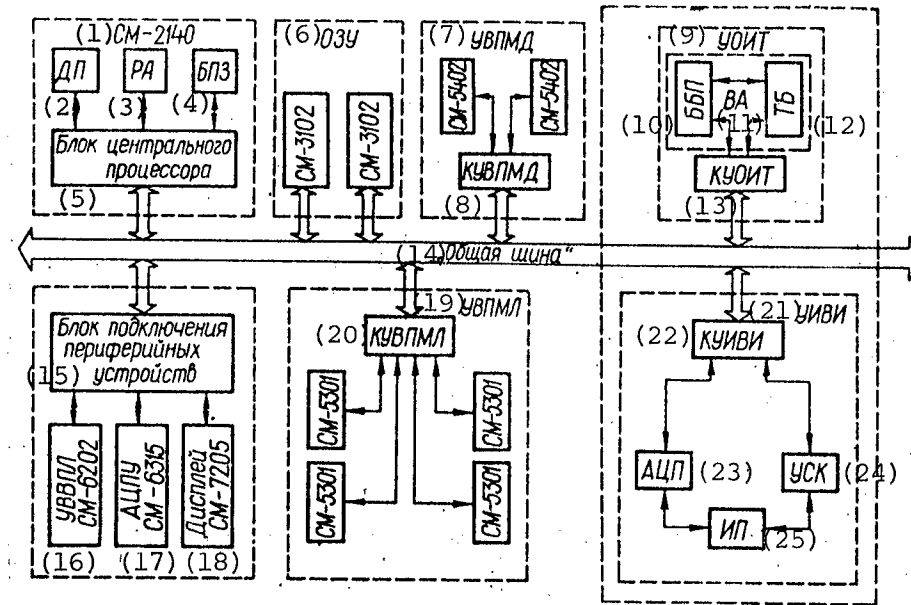 (1)СМ-2140
ДП
РА
БПЗ
(2)
(3)
(4)
Блок центрального
процессора
(5)
(6)ОЗУ
СМ-3102
СМ-3102
(7) УВПМД
СМ-5402
СМ-5402
КУВПМД
(8)
(9) УОИТ
ББП
ВА
ТБ
(10)
(11)
(12)
КУОИТ
(13)
(14)„Общая шина“
Блок подключения
периферийных
(15) устройств
УВВПЛ
СМ-6202
АЦПУ
СМ-6315
Дисплей
СМ-7205
(16)
(17)
(18)
19) УВПМЛ
(20)
КУВПМЛ
СМ-5301
СМ-5301
СМ-5301
СМ-5301
(21) УИВИ
(22)
КУИВИ
АЦП
(23)
УСК
(24)
ИП
(25)